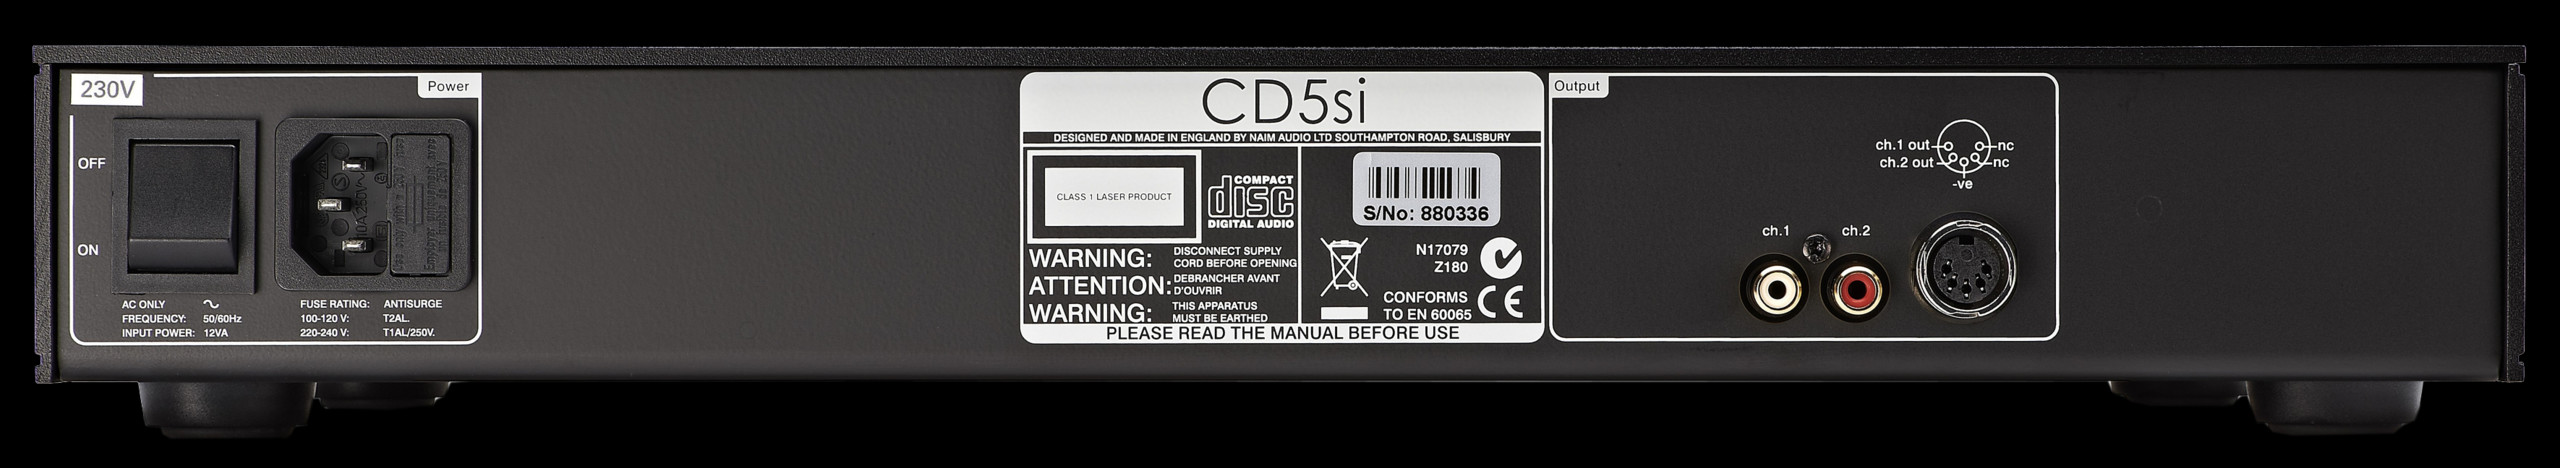 230V
Power
OFF
ON
AC ONLY
FREQUENCY: 50/60Hz
INPUT POWER: 12VA
FUSE RATING: ANTISURGE
100-120 V: T2AL.
220-240 V: T1AL/250V.
CD5si
DESIGNED AND MADE IN ENGLAND BY NAIM AUDIO LTD SOUTHAMPTON ROAD, SALISBURY
CLASS 1 LASER PRODUCT
COMPACT
disc
DIGITAL AUDIO
WARNING: DISCONNECT SUPPLY
CORD BEFORE OPENING
ATTENTION: DEBRANCHER AVANT
D'OUVRIR
WARNING: THIS APPARATUS
MUST BE EARTHED
S/No: 880336
N17079
Z180
CONFORMS
TO EN 60065
CE
PLEASE READ THE MANUAL BEFORE USE
Output
ch.1 out
nc
ch.2 out
nc
-ve
ch.1
ch.2